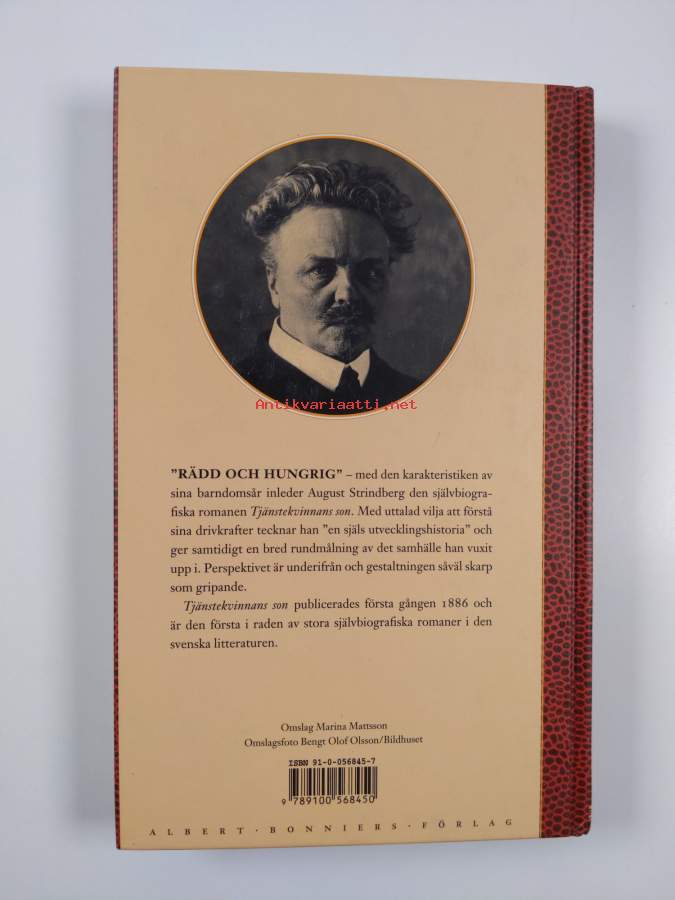 Antikvariaatti.net
”RÄDD OCH HUNGRIG” – med den karakteristiken av
sina barndomsår inleder August Strindberg den självbiogra-
fiska romanen Tjänstekvinnans son. Med uttalad vilja att förstå
sina drivkrafter tecknar han ”en själs utvecklingshistoria” och
ger samtidigt en bred rundmålning av det samhälle han vuxit
upp i. Perspektivet är underifrån och gestaltningen såväl skarp
som gripande.
Tjänstekvinnans son publicerades första gången 1886 och
är den första i raden av stora självbiografiska romaner i den
svenska litteraturen.
Omslag Marina Mattsson
Omslagsfoto Bengt Olof Olsson/Bildhuset
ISBN 91-0-056845-7
9 789100 568450
ALBERT · BONNIERS · FÖRLAG